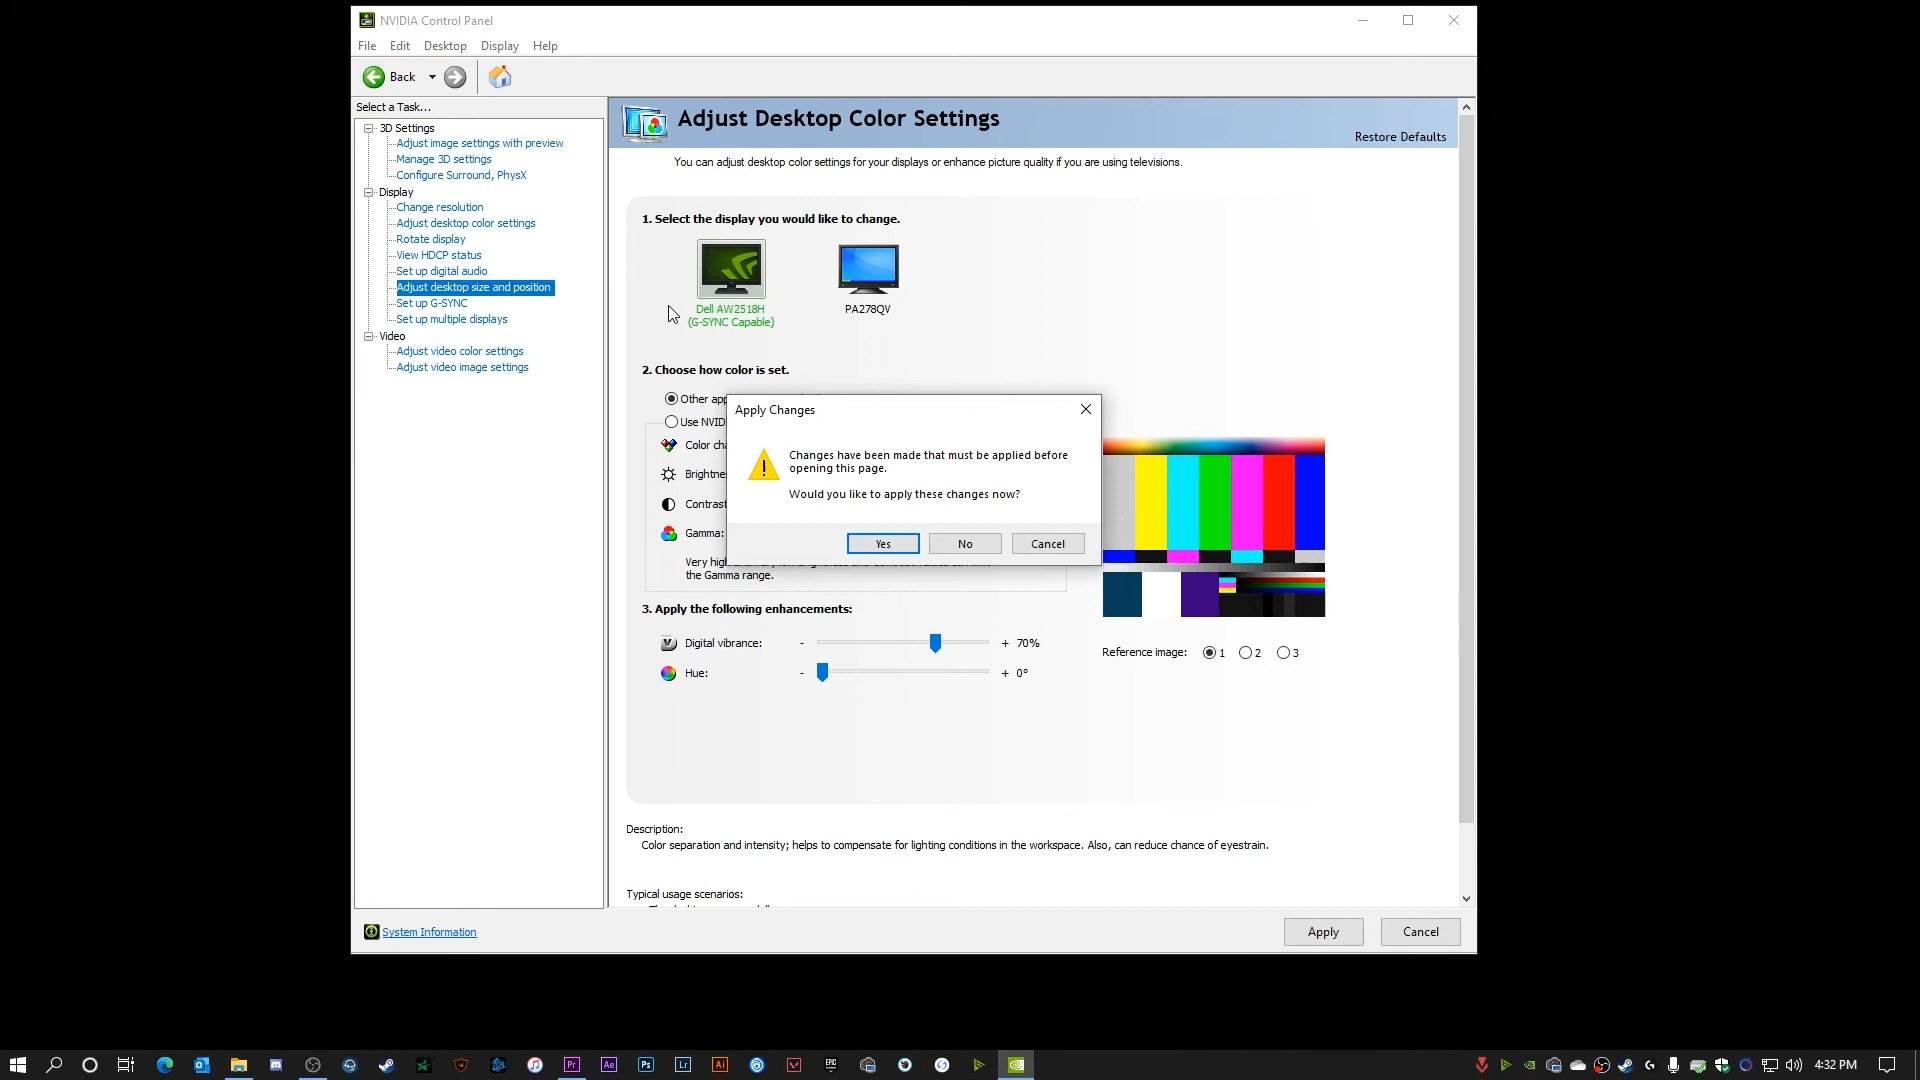 NVIDIA Control Panel
File Edit Desktop Display Help
Back
Select a Task...
3D Settings
Adjust image settings with preview
Manage 3D settings
Configure Surround, PhysX
Display
Change resolution
Adjust desktop color settings
Rotate display
View HDCP status
Set up digital audio
Adjust desktop size and position
Set up G-SYNC
Set up multiple displays
Video
Adjust video color settings
Adjust video image settings
System Information
Adjust Desktop Color Settings
Restore Defaults
You can adjust desktop color settings for your displays or enhance picture quality if you are using televisions.
1. Select the display you would like to change.
Dell AW2518H
(G-SYNC Capable)
PA278QV
2. Choose how color is set.
Other app
Use NVID
Color cha
Brightne
Contras
Gamma:
Very high
the Gamma range.
Apply Changes
Changes have been made that must be applied before
opening this page.
Would you like to apply these changes now?
Yes No Cancel
3. Apply the following enhancements:
Digital vibrance: - + 70%
Hue: - + 0°
Reference image: 1 2 3
Description:
Color separation and intensity; helps to compensate for lighting conditions in the workspace. Also, can reduce chance of eyestrain.
Typical usage scenarios:
Apply Cancel
Pr Ae Ps Lr Ai EPIC
4:32 PM